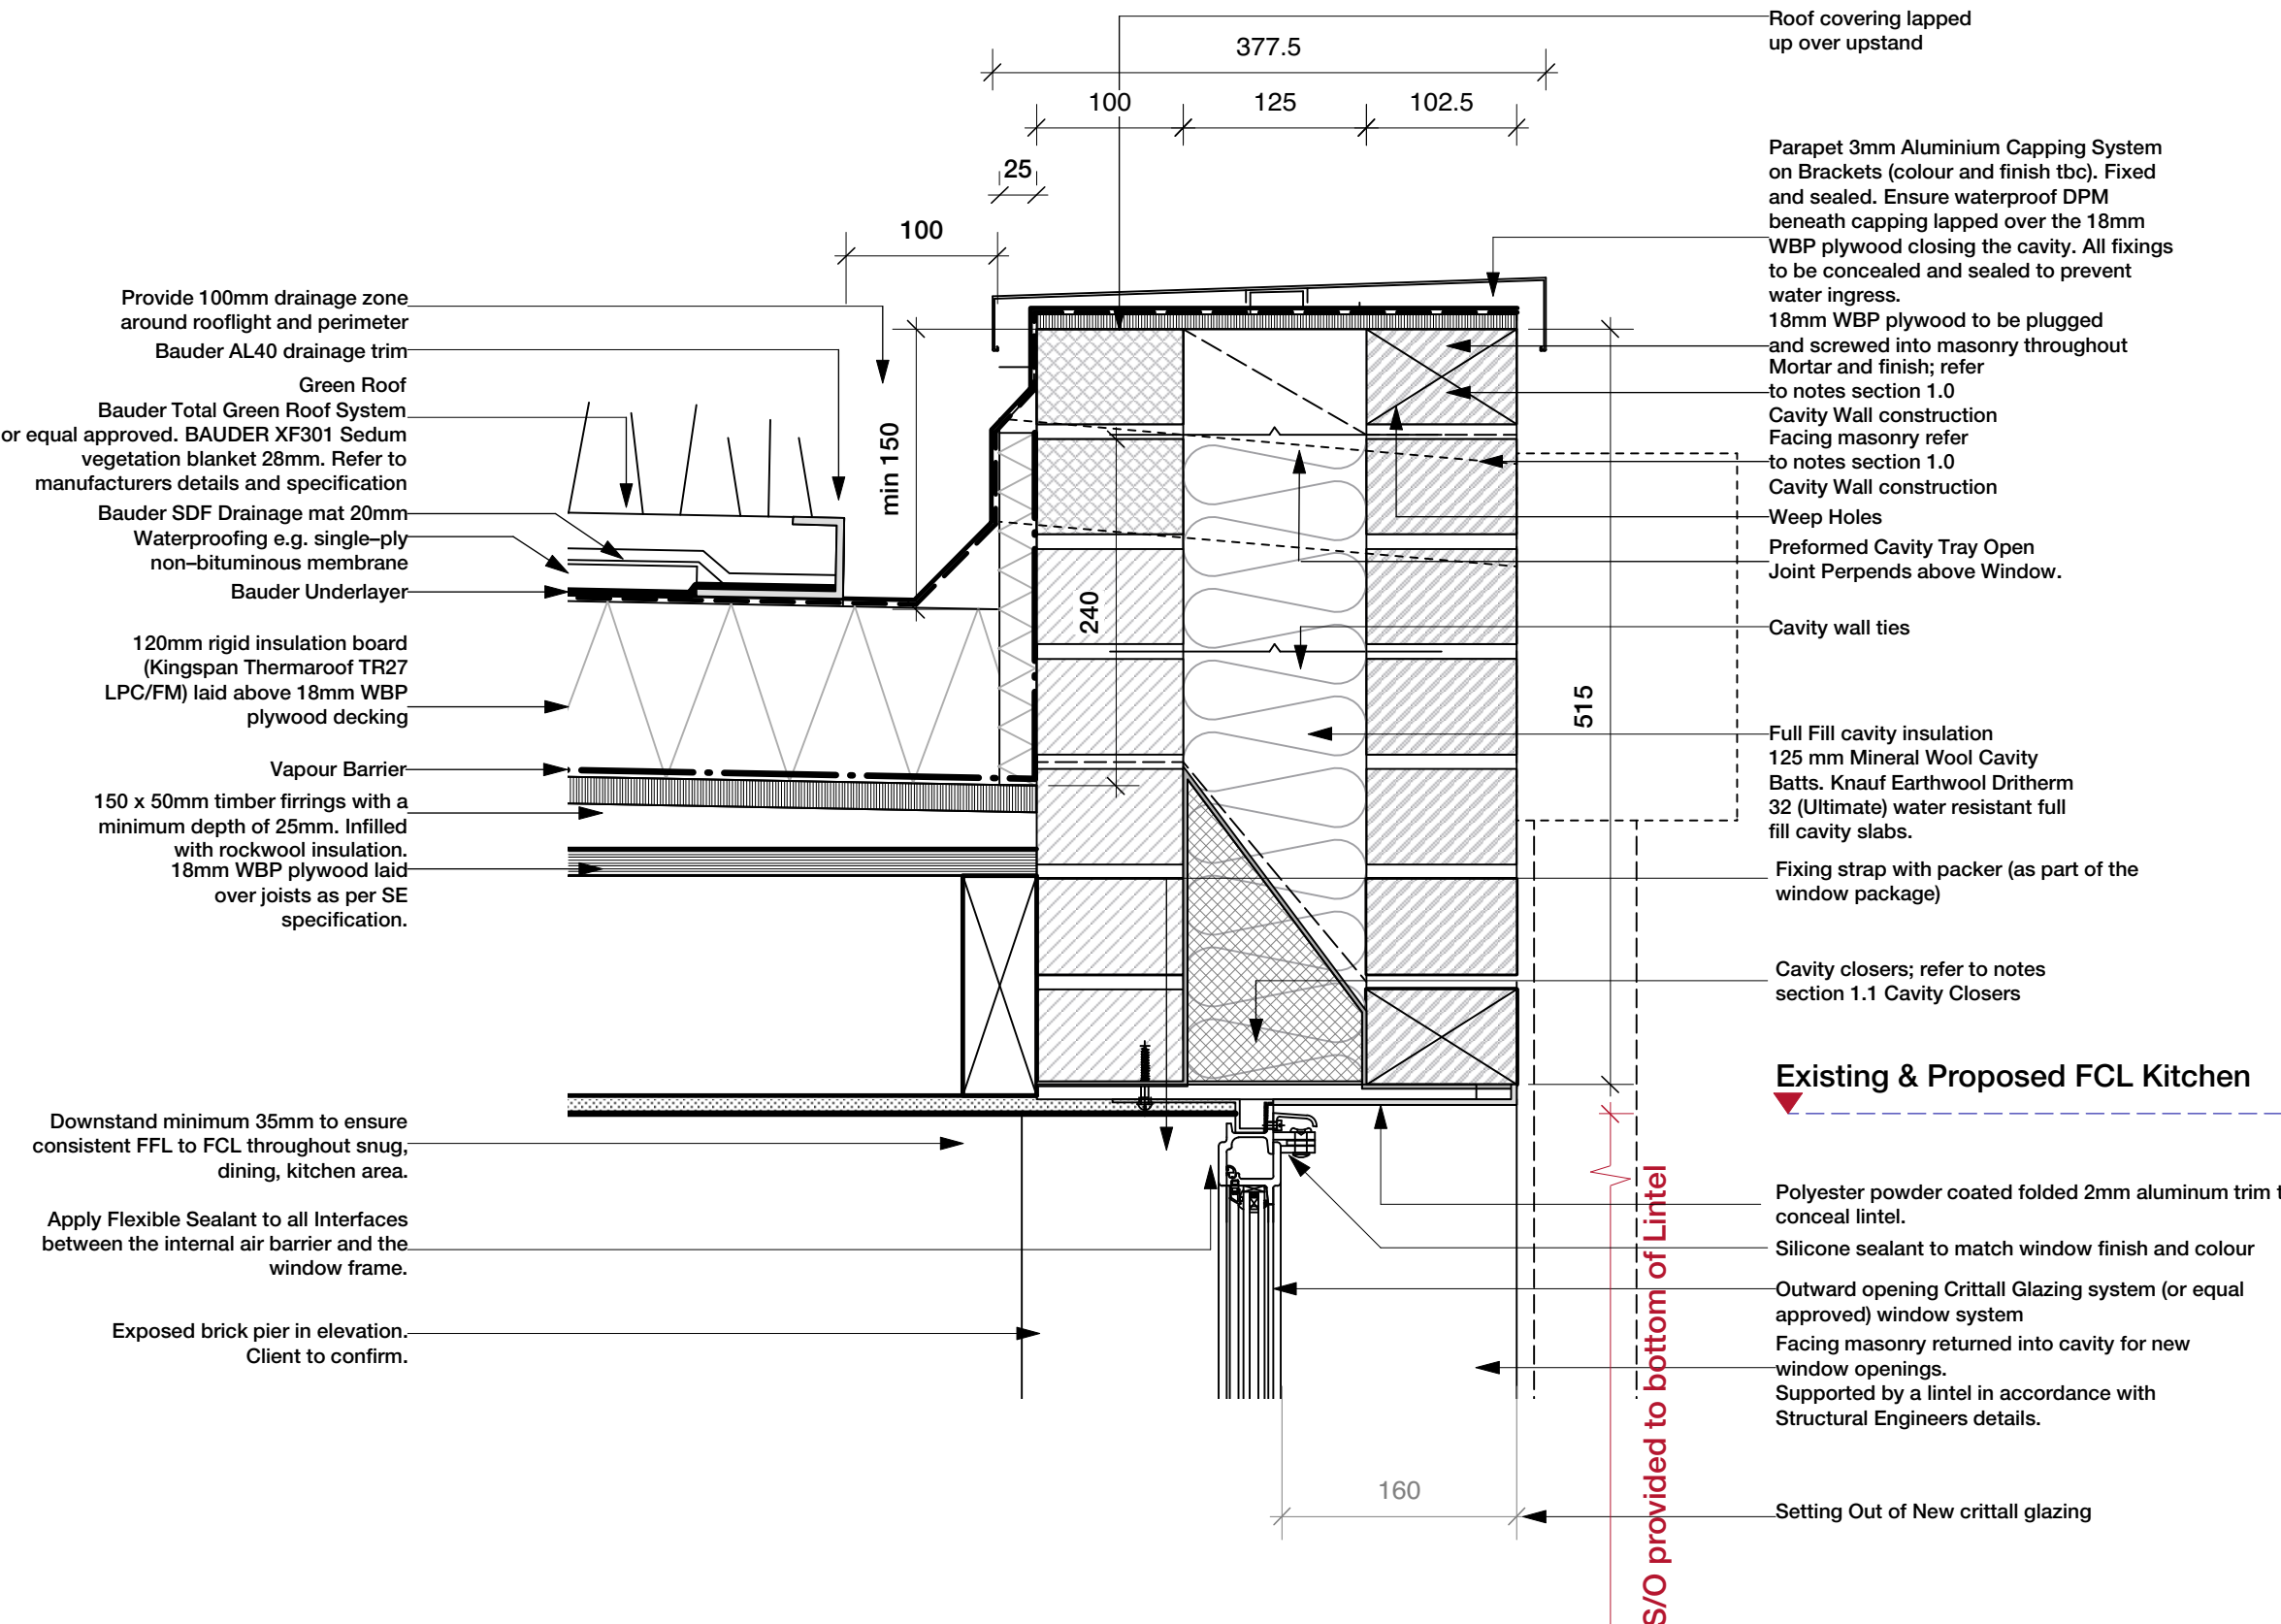 Roof covering lapped
up over upstand
377.5
100
125
102.5
25
100
Parapet 3mm Aluminium Capping System
on Brackets (colour and finish tbc). Fixed
and sealed. Ensure waterproof DPM
beneath capping lapped over the 18mm
WBP plywood closing the cavity. All fixings
to be concealed and sealed to prevent
water ingress.
18mm WBP plywood to be plugged
and screwed into masonry throughout
Mortar and finish; refer
to notes section 1.0
Cavity Wall construction
Facing masonry refer
to notes section 1.0
Cavity Wall construction
Weep Holes
Preformed Cavity Tray Open
Joint Perpends above Window.
Cavity wall ties
Full Fill cavity insulation
125 mm Mineral Wool Cavity
Batts. Knauf Earthwool Dritherm
32 (Ultimate) water resistant full
fill cavity slabs.
Fixing strap with packer (as part of the
window package)
Cavity closers; refer to notes
section 1.1 Cavity Closers
Existing & Proposed FCL Kitchen
Polyester powder coated folded 2mm aluminum trim t
conceal lintel.
Silicone sealant to match window finish and colour
Outward opening Crittall Glazing system (or equal
approved) window system
Facing masonry returned into cavity for new
window openings.
Supported by a lintel in accordance with
Structural Engineers details.
Setting Out of New crittall glazing
Provide 100mm drainage zone
around rooflight and perimeter
Bauder AL40 drainage trim
Green Roof
Bauder Total Green Roof System
or equal approved. BAUDER XF301 Sedum
vegetation blanket 28mm. Refer to
manufacturers details and specification
Bauder SDF Drainage mat 20mm
Waterproofing e.g. single–ply
non–bituminous membrane
Bauder Underlayer
120mm rigid insulation board
(Kingspan Thermaroof TR27
LPC/FM) laid above 18mm WBP
plywood decking
Vapour Barrier
150 x 50mm timber firrings with a
minimum depth of 25mm. Infilled
with rockwool insulation.
18mm WBP plywood laid
over joists as per SE
specification.
Downstand minimum 35mm to ensure
consistent FFL to FCL throughout snug,
dining, kitchen area.
Apply Flexible Sealant to all Interfaces
between the internal air barrier and the
window frame.
Exposed brick pier in elevation.
Client to confirm.
min 150
240
515
160
S/O provided to bottom of Lintel